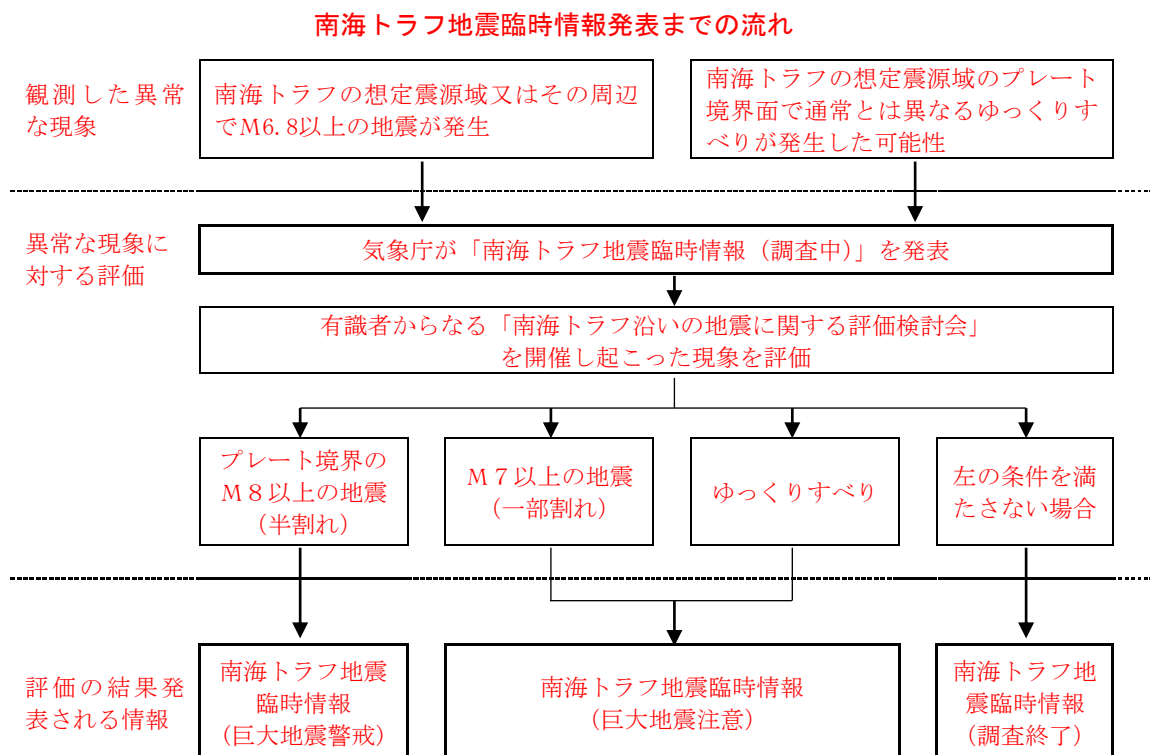 南海トラフ地震臨時情報発表までの流れ
観測した異常
な現象
南海トラフの想定震源域又はその周辺
でM6.8以上の地震が発生
南海トラフの想定震源域のプレート
境界面で通常とは異なるゆっくりす
べりが発生した可能性
異常な現象に
対する評価
気象庁が「南海トラフ地震臨時情報（調査中）」を発表
有識者からなる「南海トラフ沿いの地震に関する評価検討会」
を開催し起こった現象を評価
プレート境界の
Ｍ８以上の地震
（半割れ）
Ｍ７以上の地震
（一部割れ）
ゆっくりすべり
左の条件を満
たさない場合
評価の結果発
表される情報
南海トラフ地震
臨時情報
（巨大地震警戒）
南海トラフ地震臨時情報
（巨大地震注意）
南海トラフ地
震臨時情報
（調査終了）